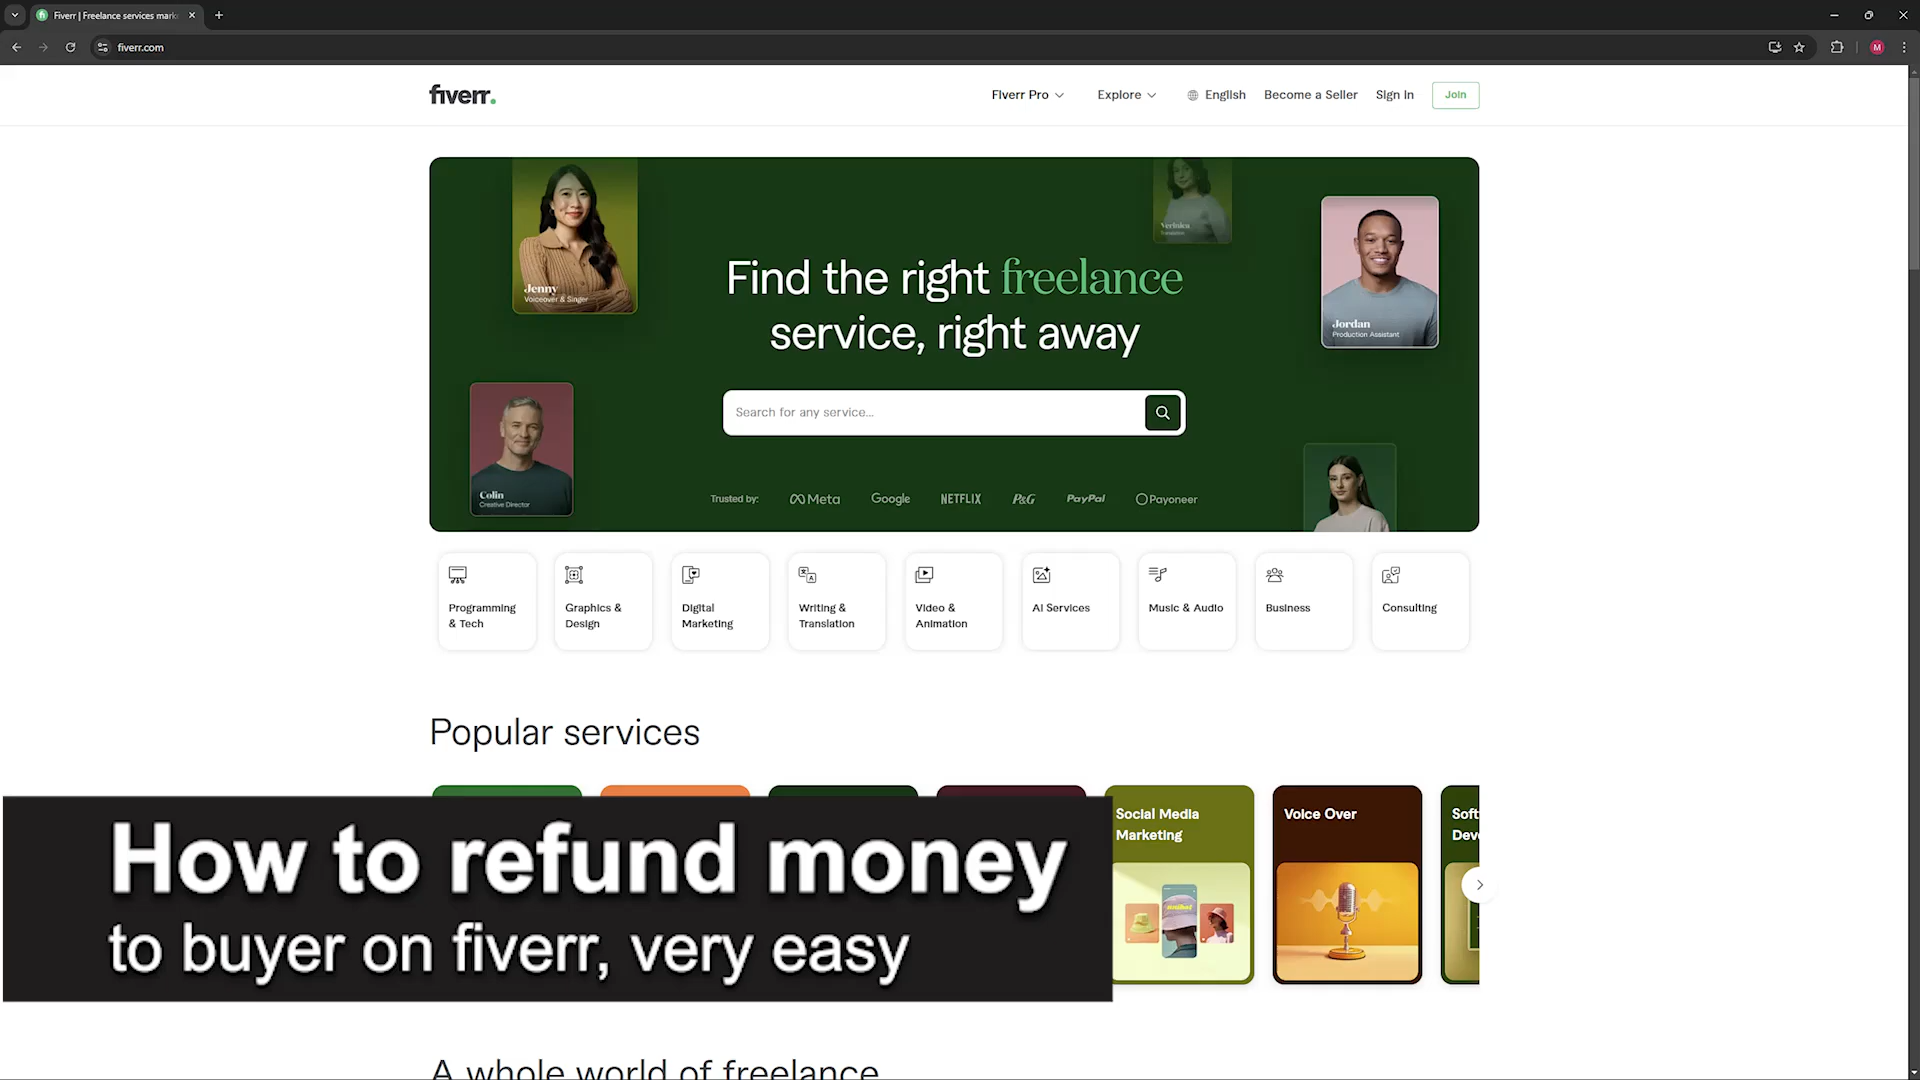 Fiverr | Freelance services mark
fiverr.com
M
fiverr.
Fiverr Pro
Explore
English
Become a Seller
Sign In
Join
Jenny
Voiceover & Singer
Translation
Jordan
Production Assistant
Find the right freelance
service, right away
Search for any service...
Colin
Creative Director
Trusted by:
Meta
Google
NETFLIX
P&G
PayPal
Payoneer
Programming
& Tech
Graphics &
Design
Digital
Marketing
Writing &
Translation
Video &
Animation
AI Services
Music & Audio
Business
Consulting
Popular services
Social Media
Marketing
Voice Over
Soft
Deve
How to refund money
to buyer on fiverr, very easy
A whole world of freelance